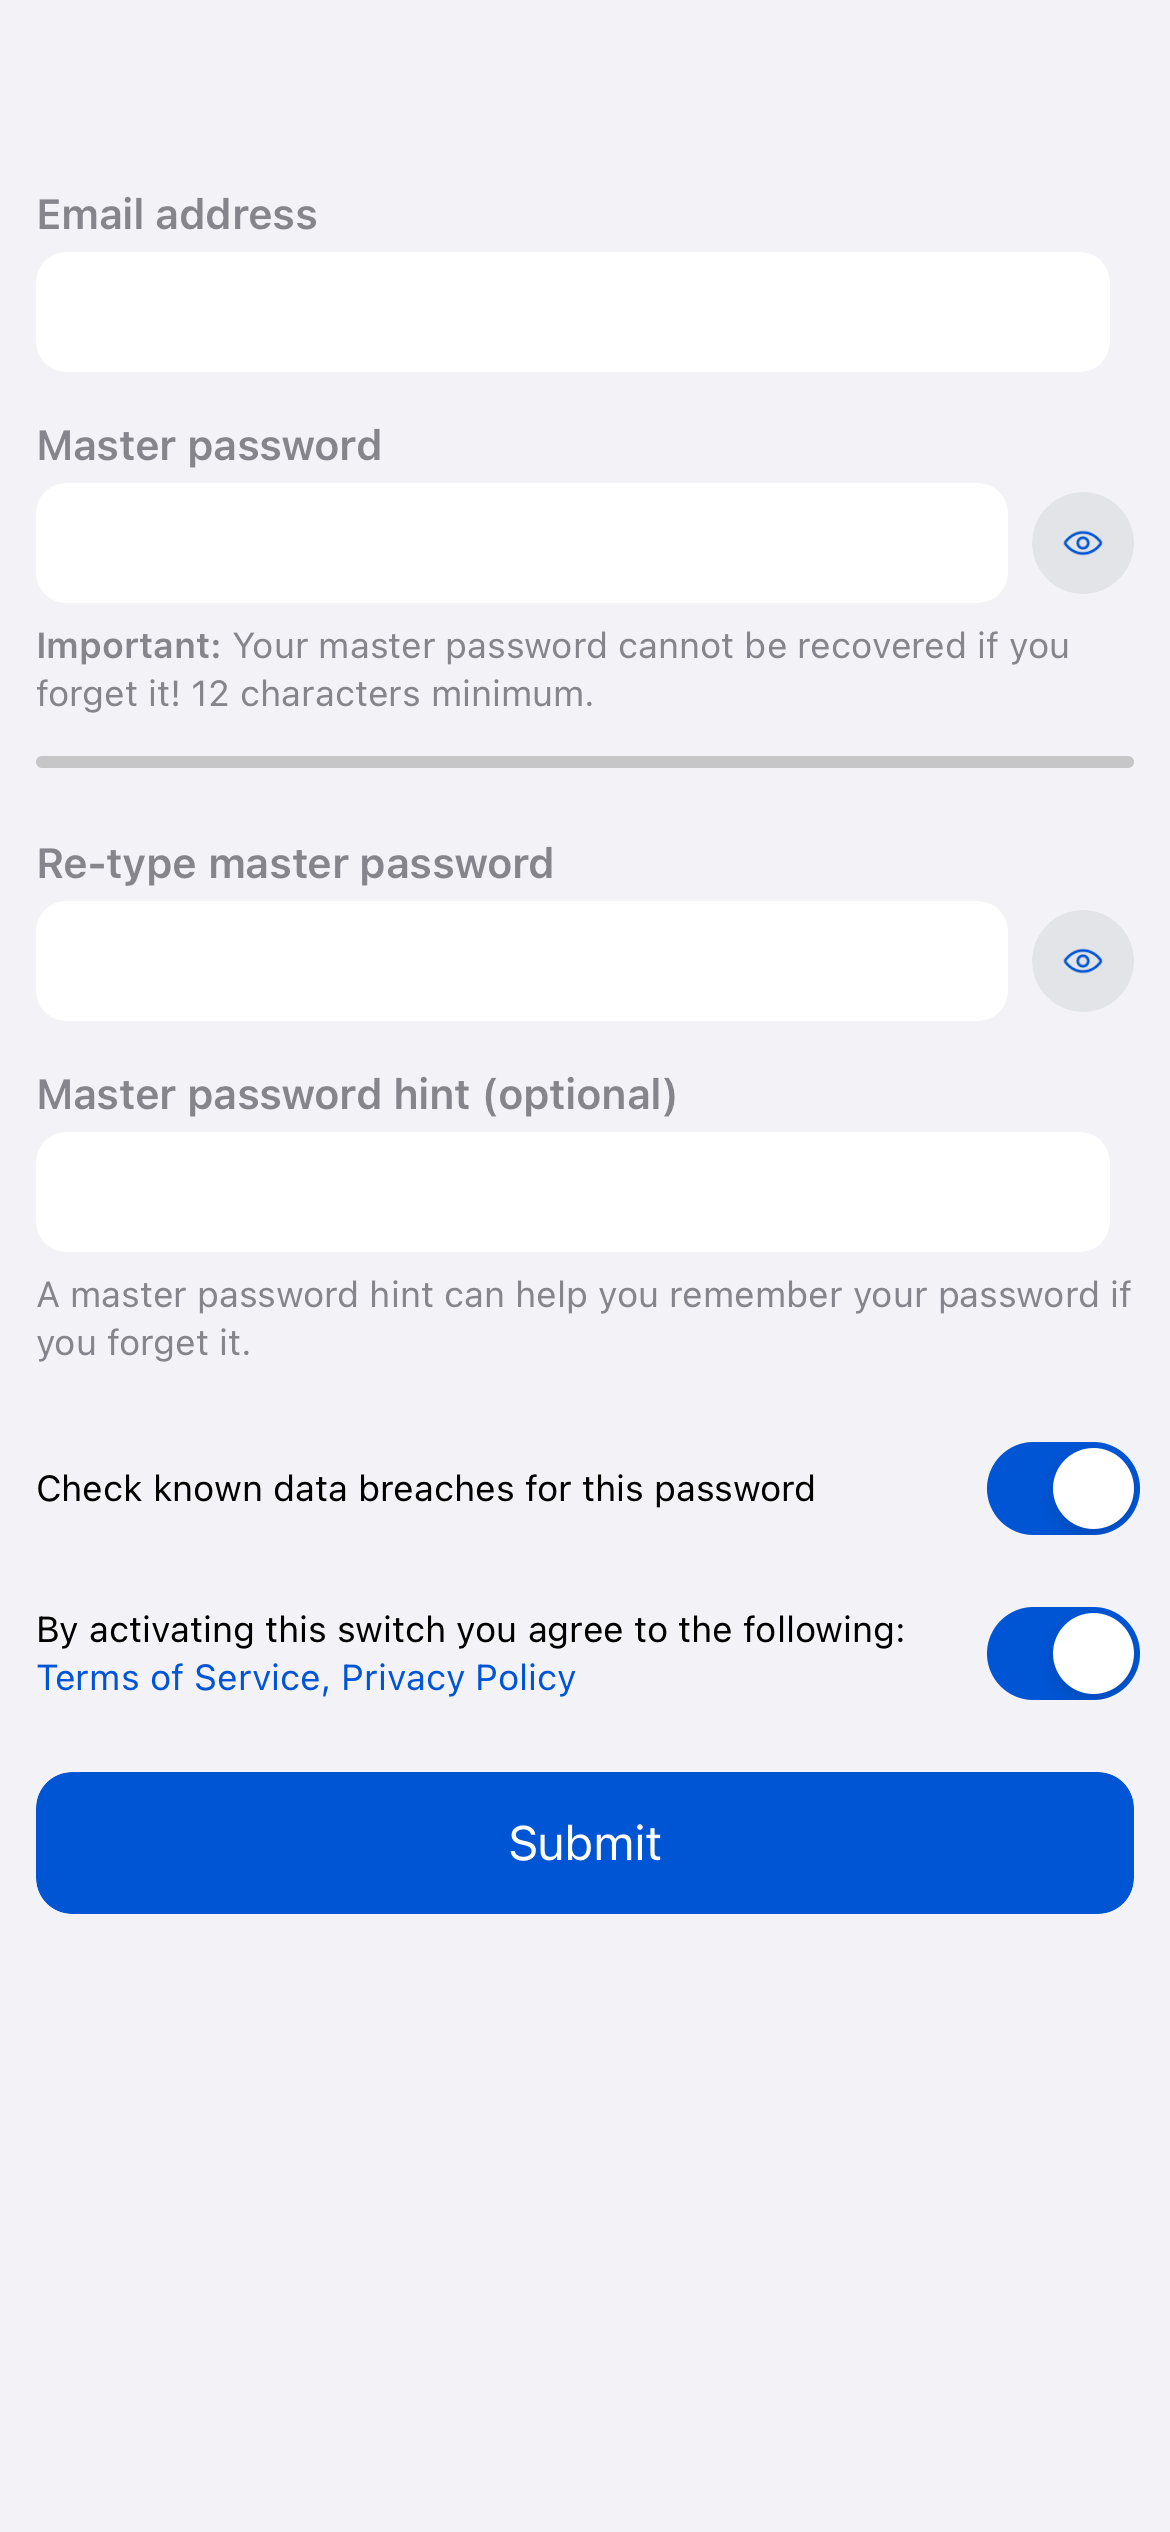 Email address
Master password
Important: Your master password cannot be recovered if you
forget it! 12 characters minimum.
Re-type master password
Master password hint (optional)
A master password hint can help you remember your password if
you forget it.
Check known data breaches for this password
By activating this switch you agree to the following:
Terms of Service, Privacy Policy
Submit